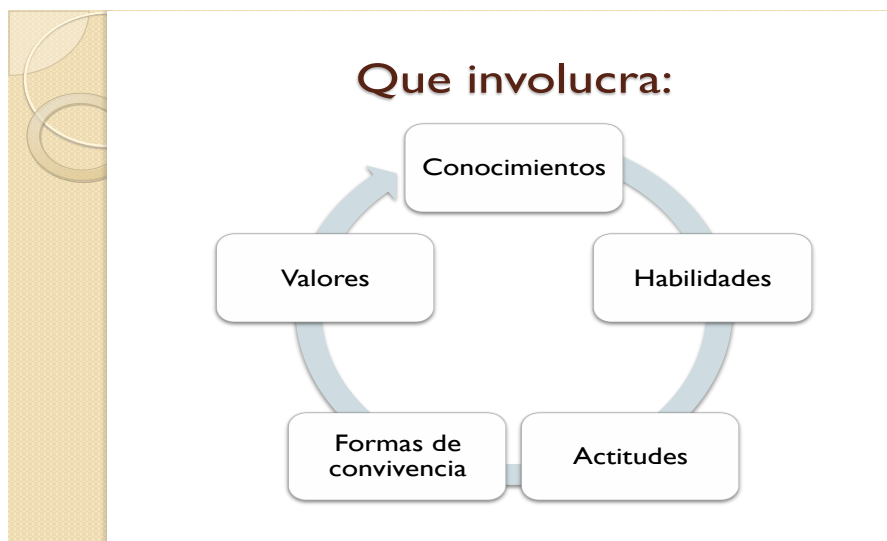 Que involucra:
Conocimientos
Habilidades
Actitudes
Formas de
convivencia
Valores